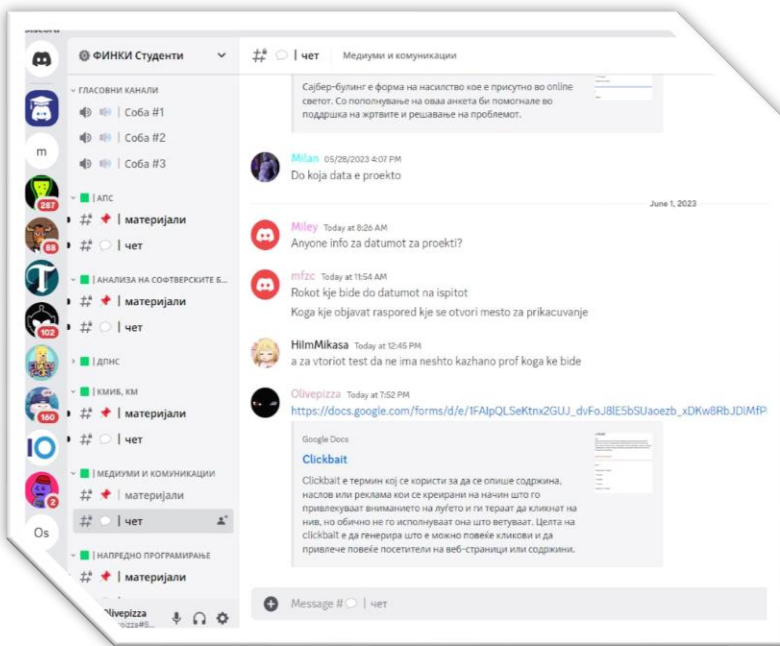 ФИНКИ Студенти
чет
Медиуми и комуникации
ГЛАСОВНИ КАНАЛИ
Соба #1
Соба #2
Соба #3
| АПС
| материјали
| чет
| АНАЛИЗА НА СОФТВЕРСКИТЕ Б...
| материјали
| чет
| ДПНС
| КМИБ, КМ
| материјали
| чет
| МЕДИУМИ И КОМУНИКАЦИИ
| материјали
| чет
| НАПРЕДНО ПРОГРАМИРАЊЕ
| материјали
m
287
88
102
160
IO
2
Os
Olivepizza
Сајбер-булинг е форма на насилство кое е присутно во online
светот. Со пополнување на оваа анкета би помогнале во
поддршка на жртвите и решавање на проблемот.
Milan 05/28/2023 4:07 PM
Do koja data e proekto
June 1, 2023
Miley Today at 8:26 AM
Anyone info za datumot za proekti?
mfzc Today at 11:54 AM
Rokot kje bide do datumot na ispitot
Koga kje objavat raspored kje se otvori mesto za prikacuvanje
HilmMikasa Today at 12:45 PM
a za vtoriot test da ne ima neshto kazhano prof koga ke bide
Olivepizza Today at 7:52 PM
https://docs.google.com/forms/d/e/1FAIpQLSeKtnx2GUJ_dvFoJ8lE5bSUaoezb_xDKw8RbJDlMfP
Google Docs
Clickbait
Clickbait е термин кој се користи за да се опише содржина,
наслов или реклама кои се креирани на начин што го
привлекуваат вниманието на луѓето и ги тераат да кликнат на
нив, но обично не го исполнуваат она што ветуваат. Целта на
clickbait е да генерира што е можно повеќе кликови и да
привлече повеќе посетители на веб-страници или содржини.
Message # | чет